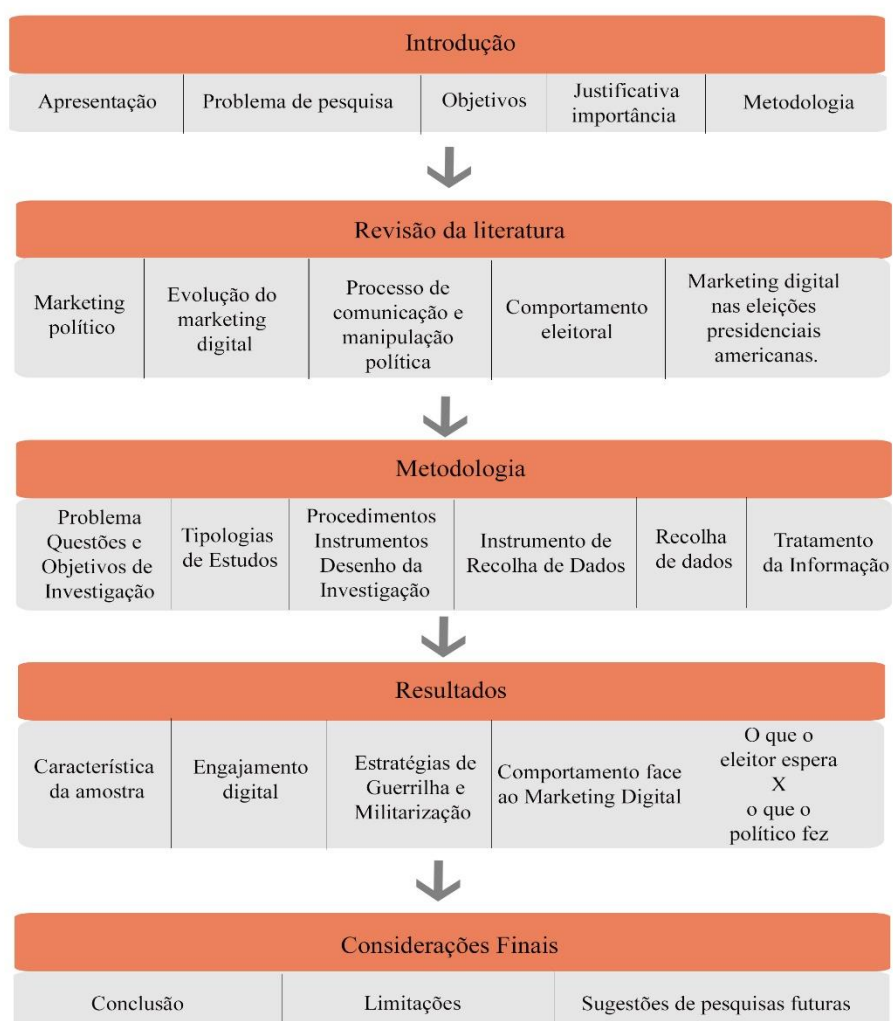 Introdução
Apresentação
Problema de pesquisa
Objetivos
Justificativa
importância
Metodologia
Revisão da literatura
Marketing
político
Evolução do
marketing
digital
Processo de
comunicação e
manipulação
política
Comportamento
eleitoral
Marketing digital
nas eleições
presidenciais
americanas.
Metodologia
Problema
Questões e
Objetivos de
Investigação
Tipologias
de Estudos
Procedimentos
Instrumentos
Desenho da
Investigação
Instrumento de
Recolha de Dados
Recolha
de dados
Tratamento
da Informação
Resultados
Característica
da amostra
Engajamento
digital
Estratégias de
Guerrilha e
Militarização
Comportamento face
ao Marketing Digital
O que o
eleitor espera
X
o que o
político fez
Considerações Finais
Conclusão
Limitações
Sugestões de pesquisas futuras